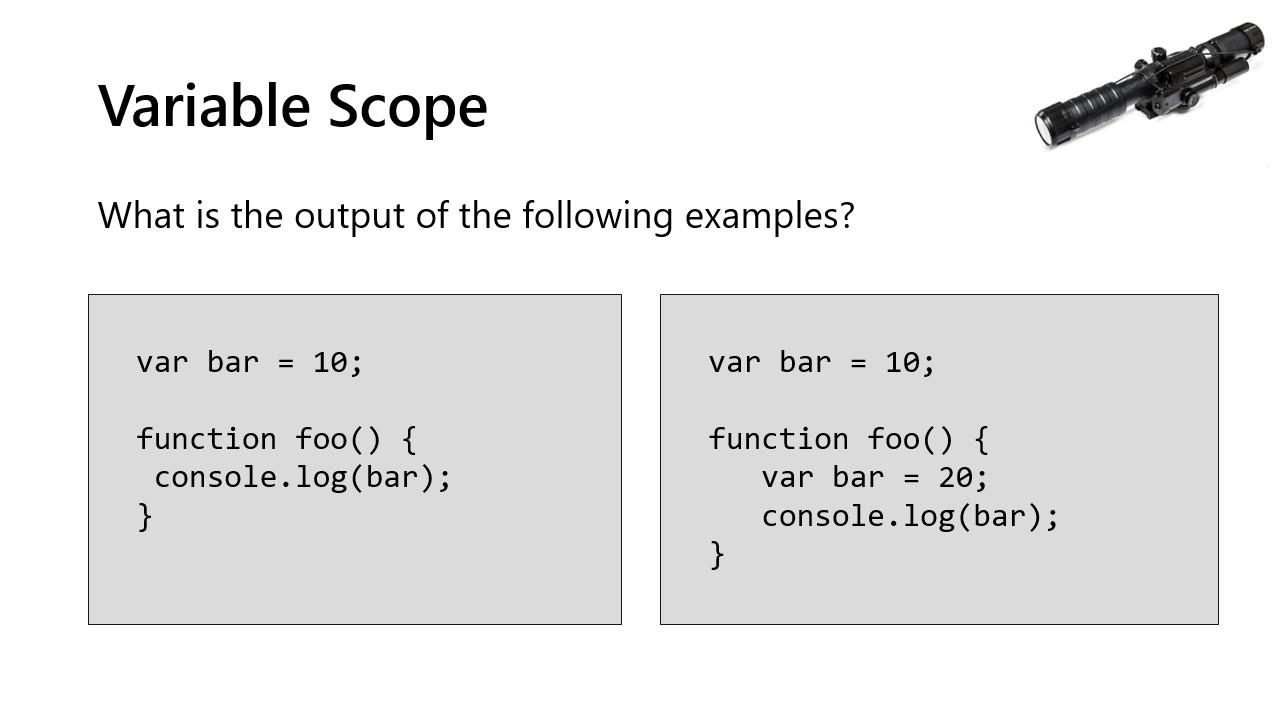 Variable Scope
What is the output of the following examples?
var bar = 10;
function foo() {
 console.log(bar);
}
var bar = 10;
function foo() {
   var bar = 20;
   console.log(bar);
}